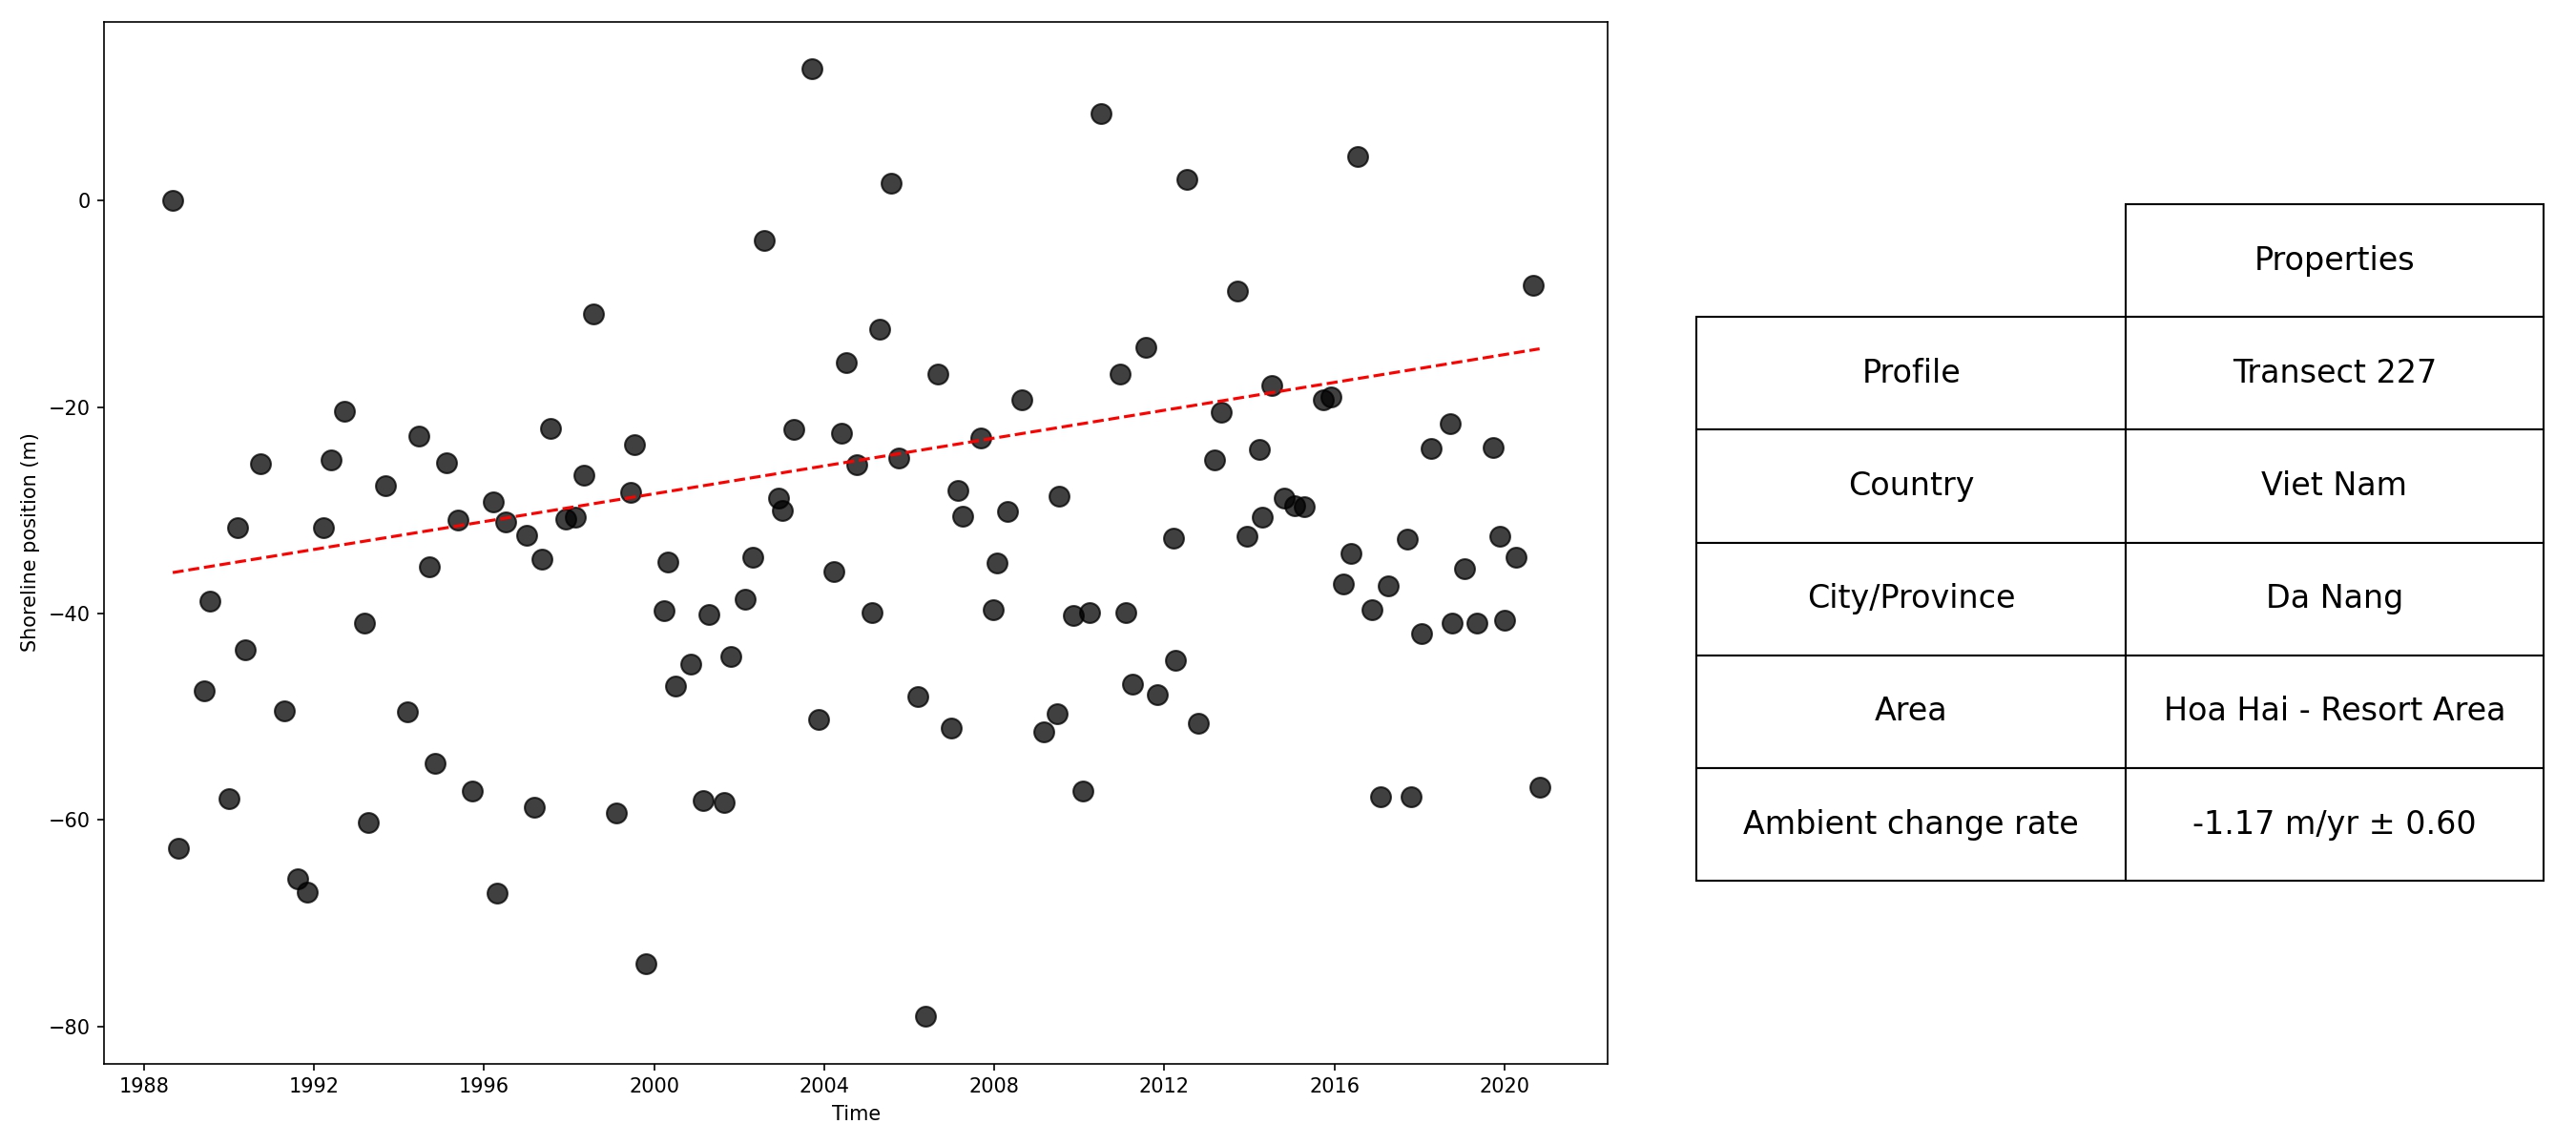 Shoreline position (m)
0
−20
−40
−60
−80
1988 1992 1996 2000 2004 2008 2012 2016 2020
Time
Properties
Profile Transect 227
Country Viet Nam
City/Province Da Nang
Area Hoa Hai - Resort Area
Ambient change rate -1.17 m/yr ± 0.60